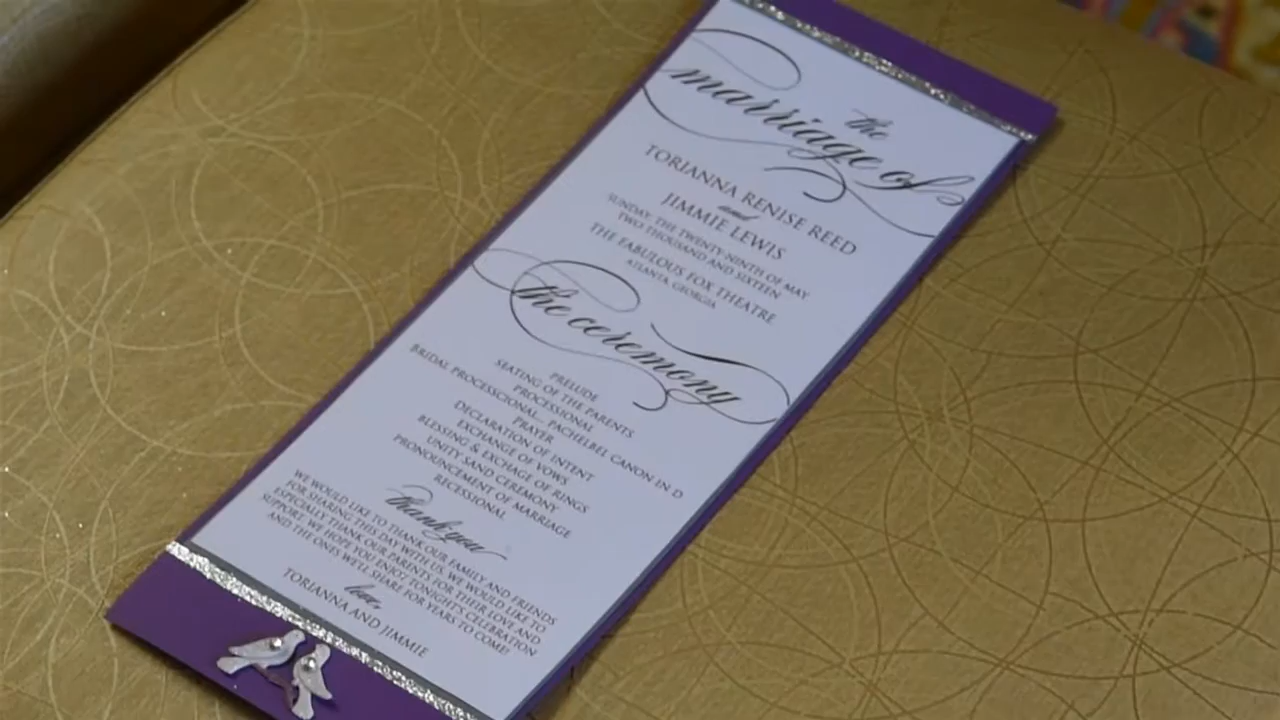 the
marriage of
TORIANNA RENISE REED
and
JIMMIE LEWIS
SUNDAY, THE TWENTY-NINTH OF MAY
TWO THOUSAND AND SIXTEEN
THE FABULOUS FOX THEATRE
ATLANTA, GEORGIA
the ceremony
PRELUDE
SEATING OF THE PARENTS
PROCESSIONAL
BRIDAL PROCESSCIONAL... PACHELBEL CANON IN D
PRAYER
DECLARATION OF INTENT
EXCHANGE OF VOWS
BLESSING & EXCHAGE OF RINGS
UNITY SAND CEREMONY
PRONOUNCEMENT OF MARRIAGE
RECESSIONAL
thank you
WE WOULD LIKE TO THANK OUR FAMILY AND FRIENDS
FOR SHARING THIS DAY WITH US. WE WOULD LIKE TO
ESPECIALLY THANK OUR PARENTS FOR THEIR LOVE AND
SUPPORT. WE HOPE YOU ENJOY TONIGHTS CELEBRATION
AND THE ONES WE'LL SHARE FOR YEARS TO COME!
love,
TORIANNA AND JIMMIE